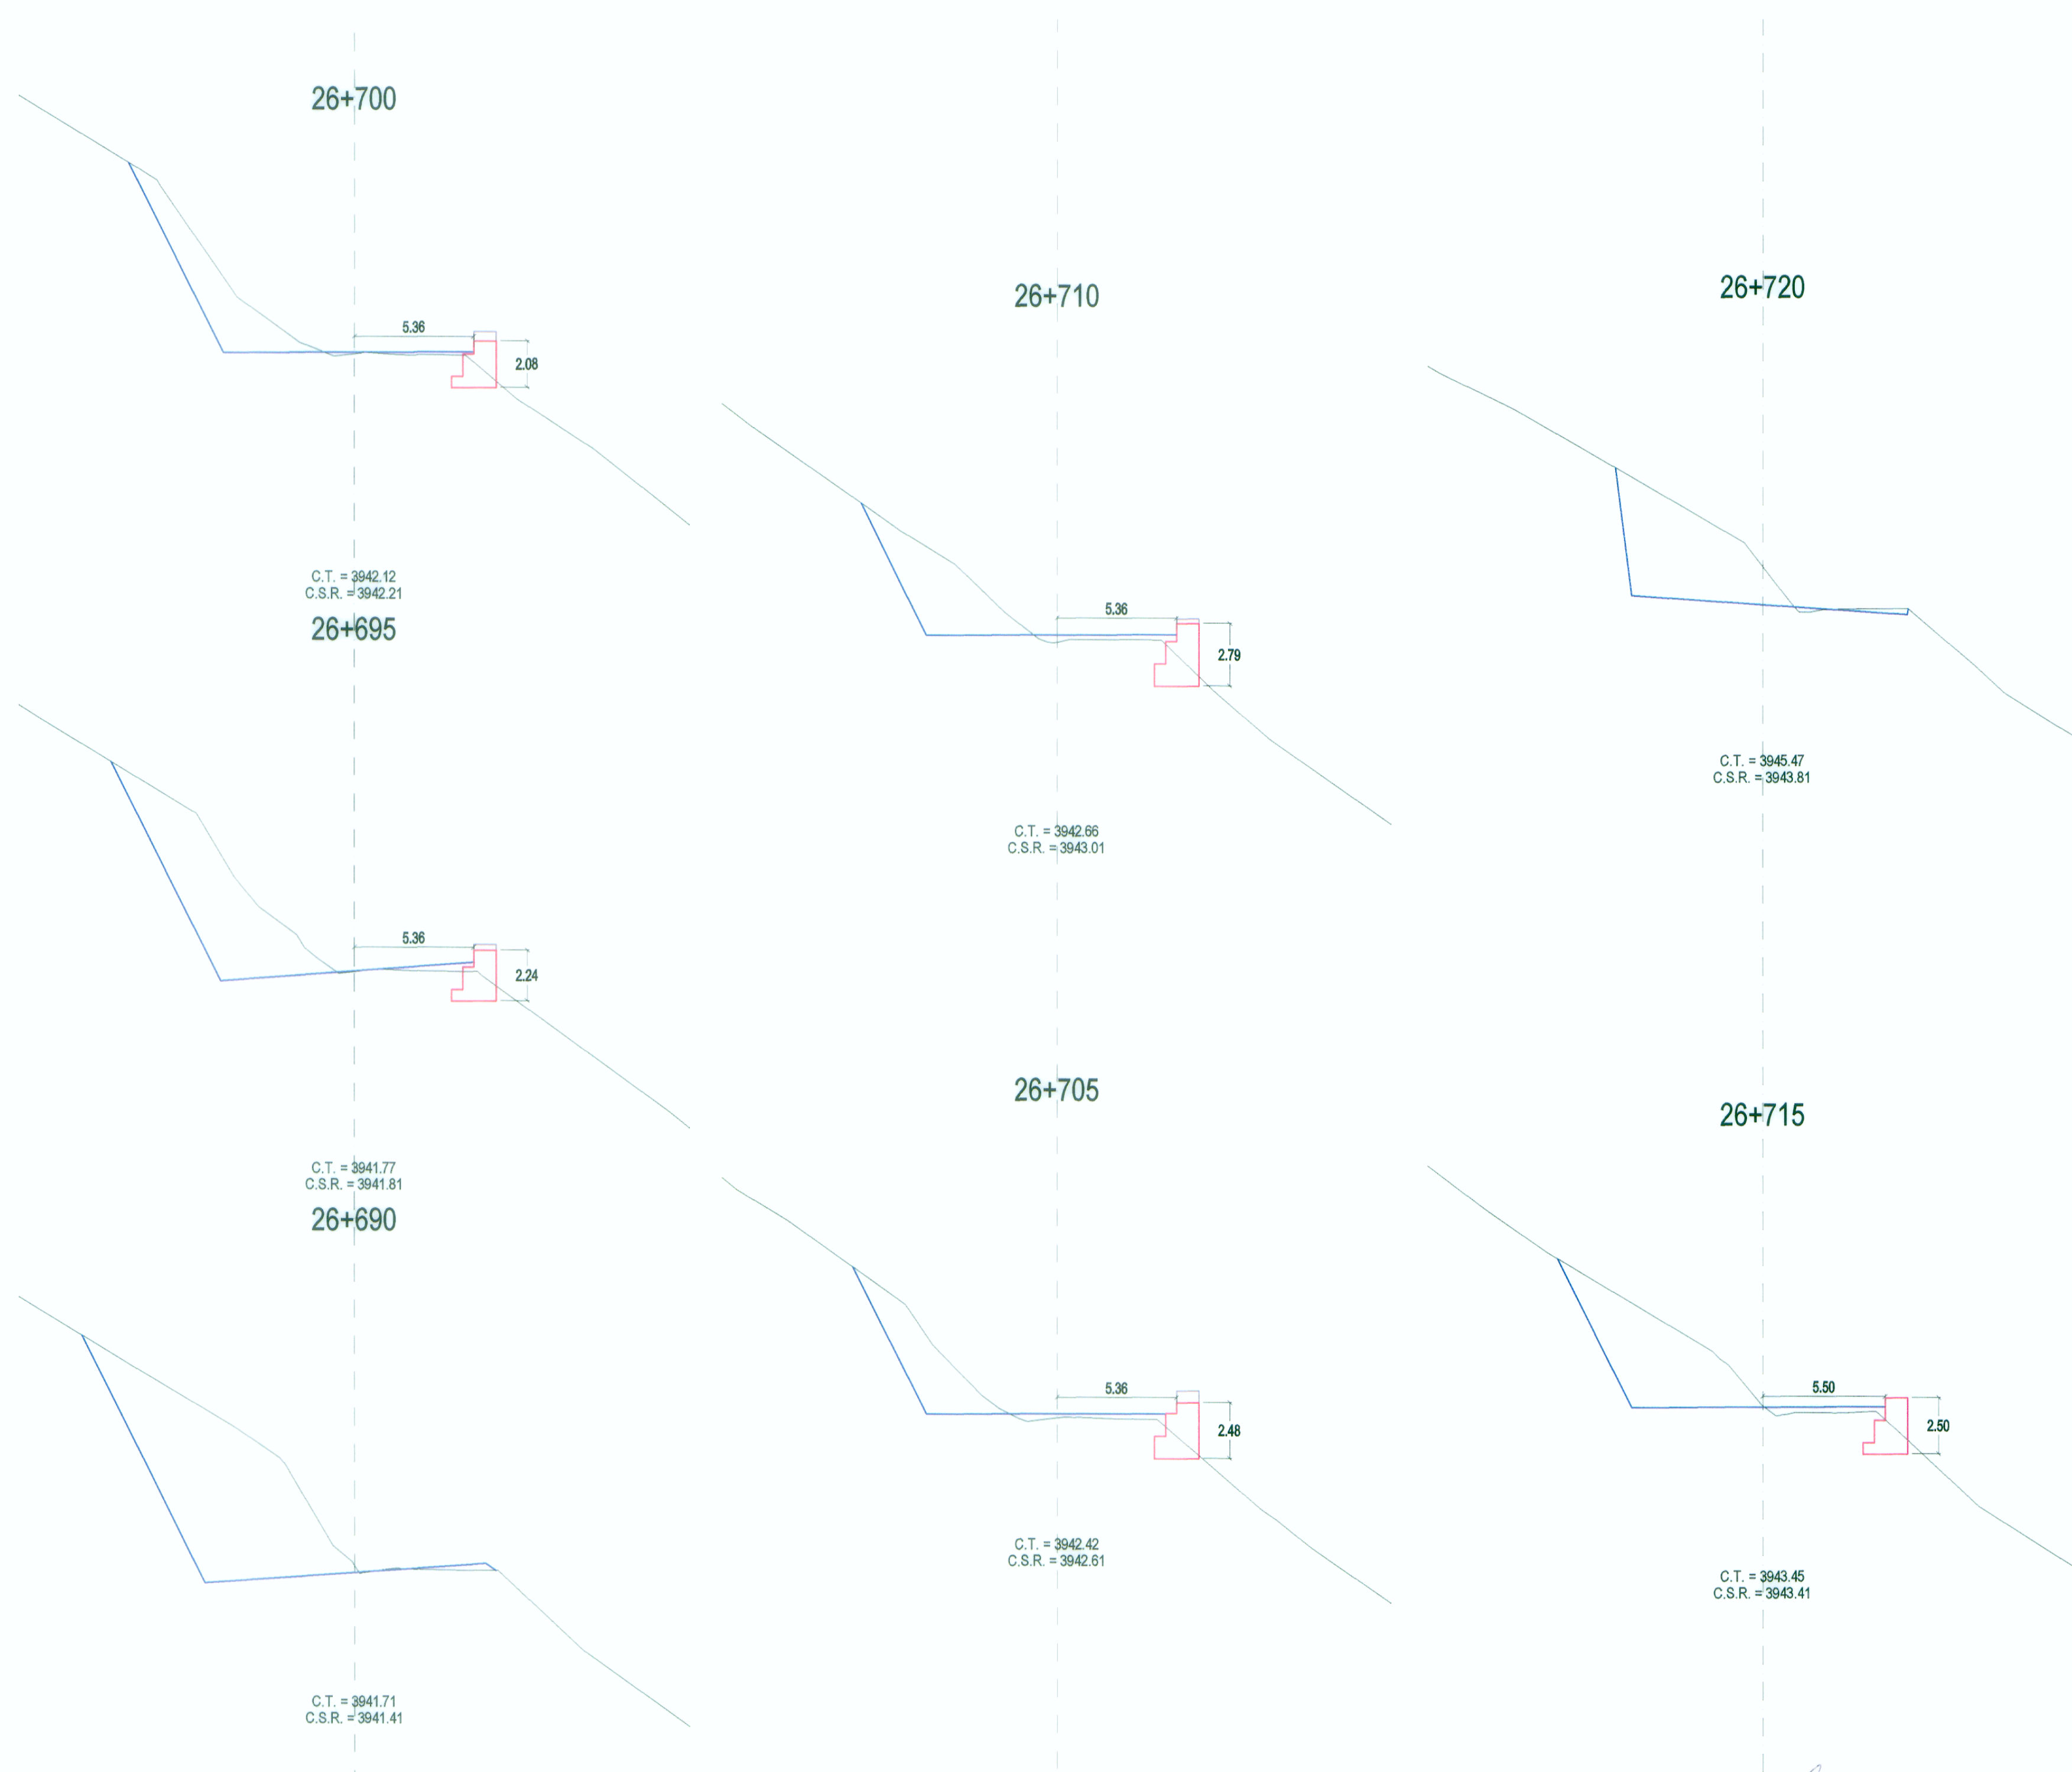 26+700
5.36
2.08
C.T. = 3942.12
C.S.R. = 3942.21
26+695
5.36
2.24
C.T. = 3941.77
C.S.R. = 3941.81
26+690
C.T. = 3941.71
C.S.R. = 3941.41
26+710
5.36
2.79
C.T. = 3942.66
C.S.R. = 3943.01
26+705
5.36
2.48
C.T. = 3942.42
C.S.R. = 3942.61
26+720
C.T. = 3945.47
C.S.R. = 3943.81
26+715
5.50
2.50
C.T. = 3943.45
C.S.R. = 3943.41